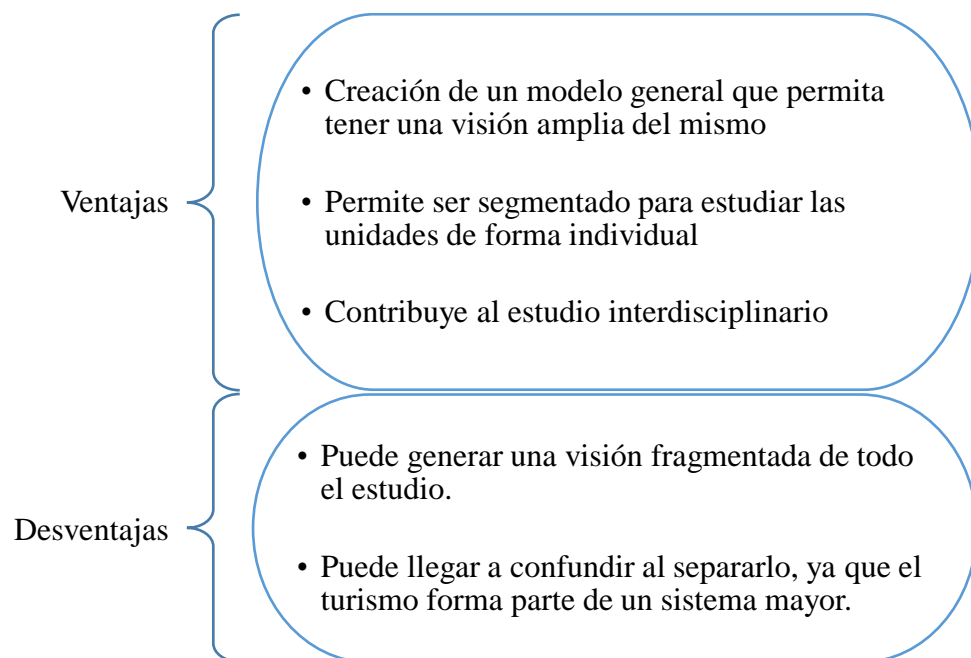 Ventajas
• Creación de un modelo general que permita
tener una visión amplia del mismo
• Permite ser segmentado para estudiar las
unidades de forma individual
• Contribuye al estudio interdisciplinario
Desventajas
• Puede generar una visión fragmentada de todo
el estudio.
• Puede llegar a confundir al separarlo, ya que el
turismo forma parte de un sistema mayor.